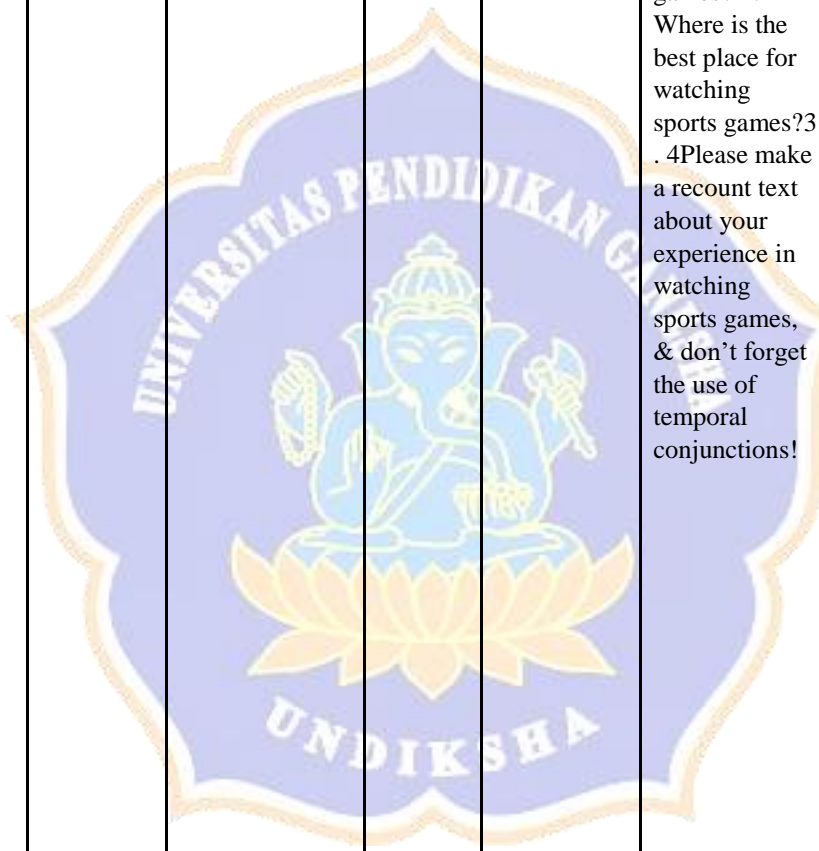 Where is the
best place for
watching
sports games?3
. 4Please make
a recount text
about your
experience in
watching
sports games,
& don't forget
the use of
temporal
conjunctions!
UNIVERSITAS PENDIDIKAN GANESHA
UNDIKSHA